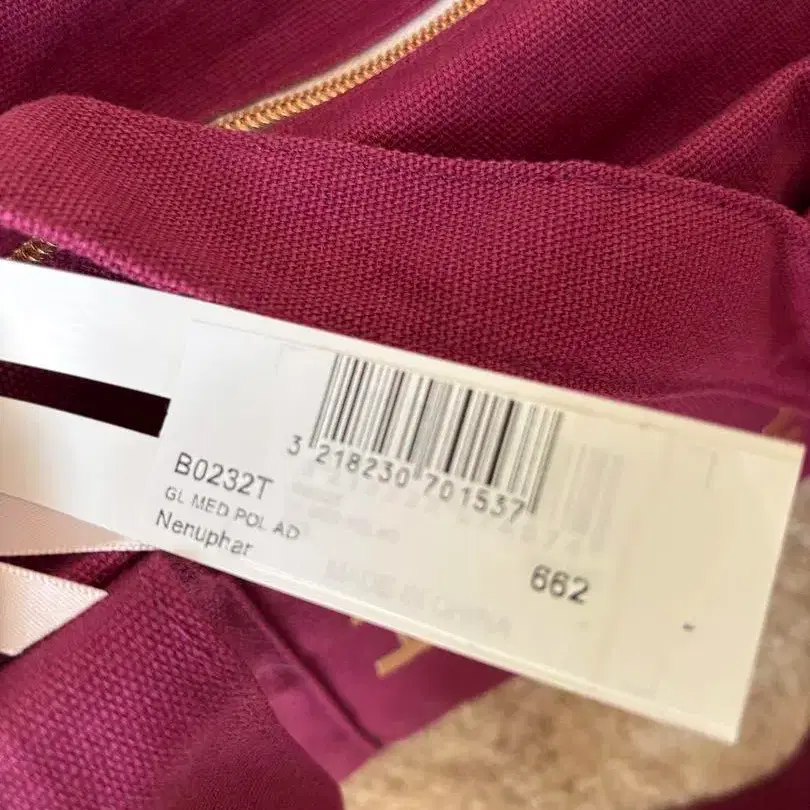 3 218230 701537
B0232T
GL MED POL AD
Nenuphar
662
MADE IN CHINA